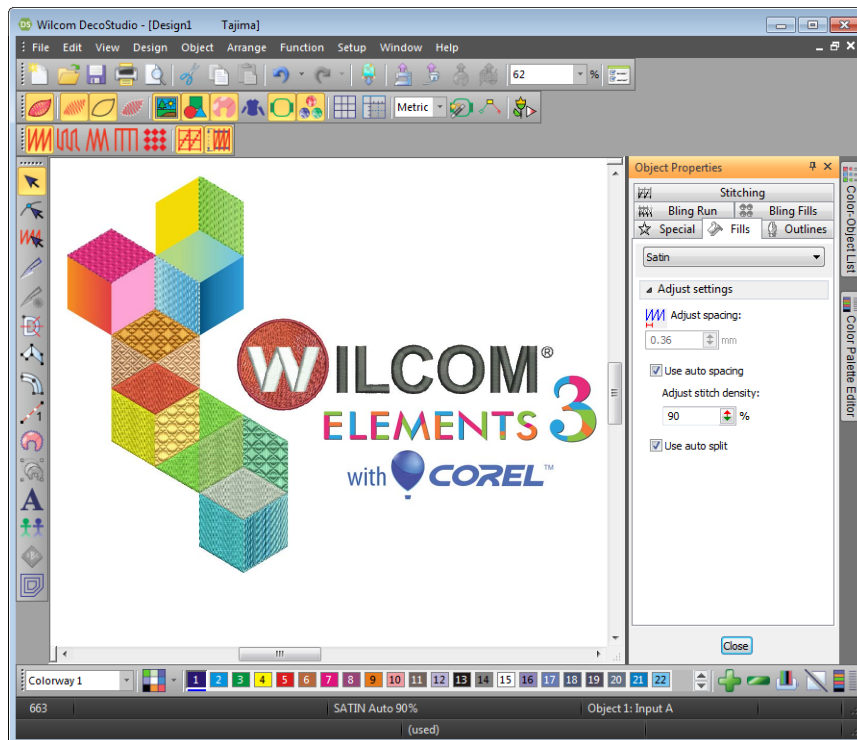 Wilcom DecoStudio - [Design1 Tajima]
File Edit View Design Object Arrange Function Setup Window Help
62 %
Metric
Object Properties
Stitching
Bling Run Bling Fills
Special Fills Outlines
Satin
Adjust settings
Adjust spacing:
0.36 mm
Use auto spacing
Adjust stitch density:
90 %
Use auto split
Close
Color-Object List
Color Palette Editor
WILCOM®
ELEMENTS 3
with COREL™
A
Colorway 1 1 2 3 4 5 6 7 8 9 10 11 12 13 14 15 16 17 18 19 20 21 22
663 SATIN Auto 90% Object 1: Input A
(used)